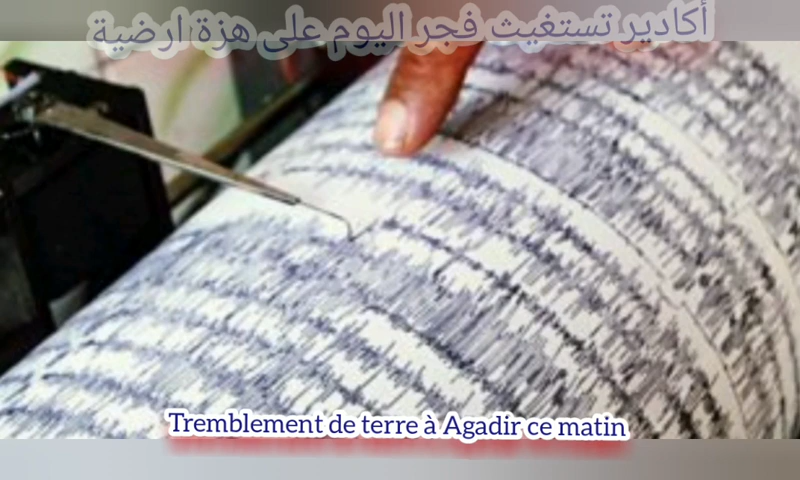 أكادير تستغيث فجر اليوم على هزة ارضية
Tremblement de terre à Agadir ce matin